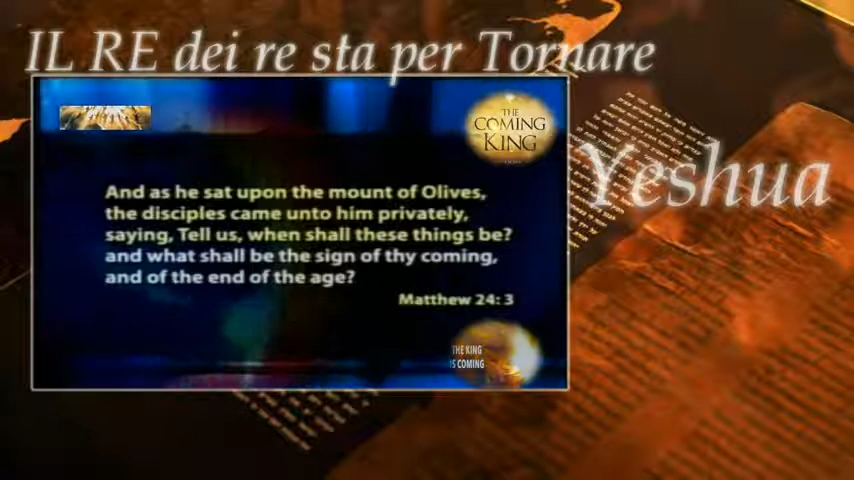 IL RE dei re sta per Tornare
THE
COMING
KING
Yeshua
And as he sat upon the mount of Olives,
the disciples came unto him privately,
saying, Tell us, when shall these things be?
and what shall be the sign of thy coming,
and of the end of the age?
Matthew 24: 3
THE KING
IS COMING